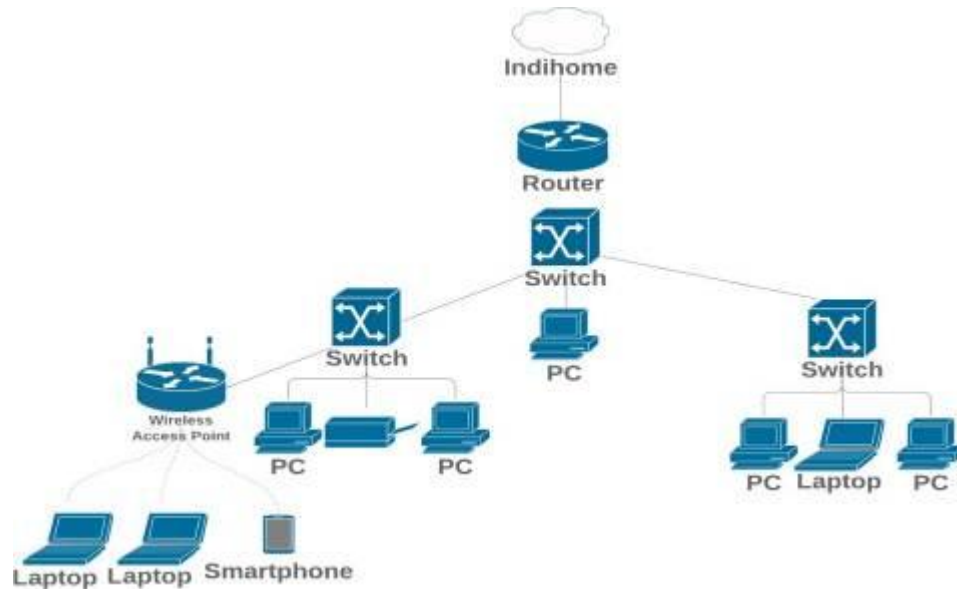 Indihome
Router
Switch
PC
Switch
Switch
Wireless
Access Point
PC
PC
PC
Laptop
PC
Laptop
Laptop
Smartphone